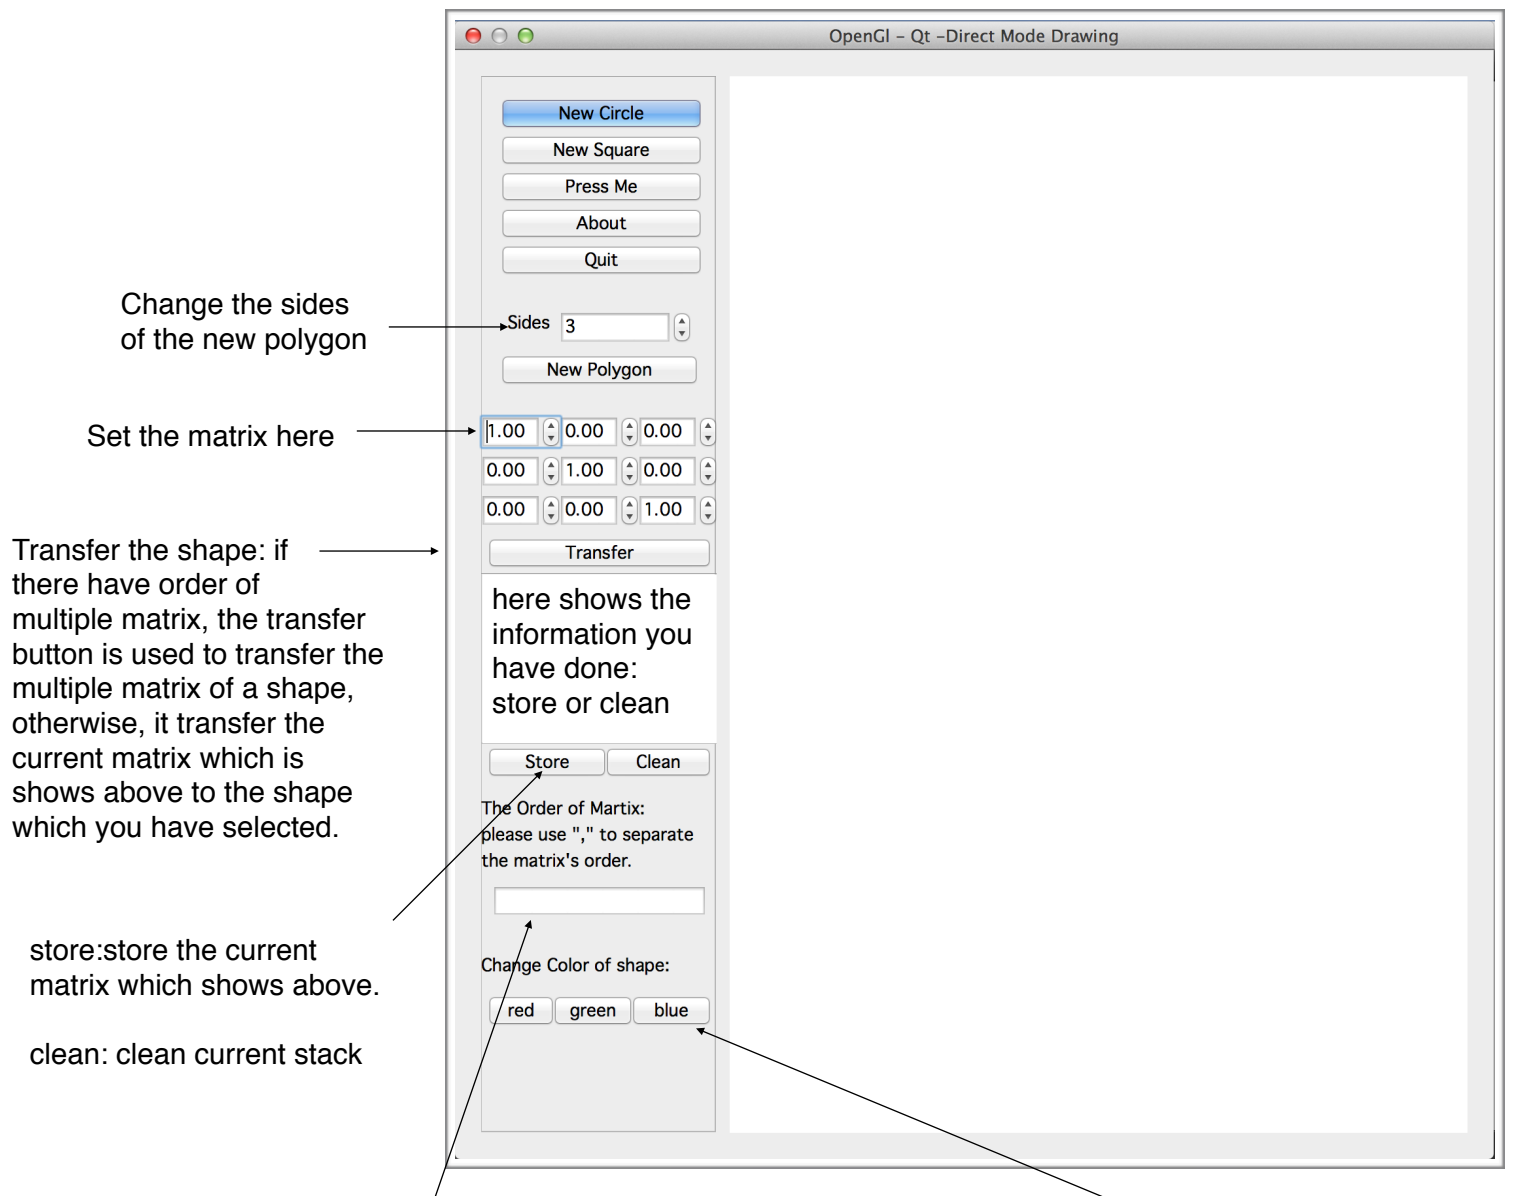 OpenGl – Qt –Direct Mode Drawing
New Circle
New Square
Press Me
About
Quit
Change the sides
of the new polygon
Sides 3
New Polygon
Set the matrix here
1.00 0.00 0.00
0.00 1.00 0.00
0.00 0.00 1.00
Transfer
Transfer the shape: if
there have order of
multiple matrix, the transfer
button is used to transfer the
multiple matrix of a shape,
otherwise, it transfer the
current matrix which is
shows above to the shape
which you have selected.
here shows the
information you
have done:
store or clean
Store Clean
The Order of Martix:
please use "," to separate
the matrix's order.
store:store the current
matrix which shows above.
clean: clean current stack
Change Color of shape:
red green blue